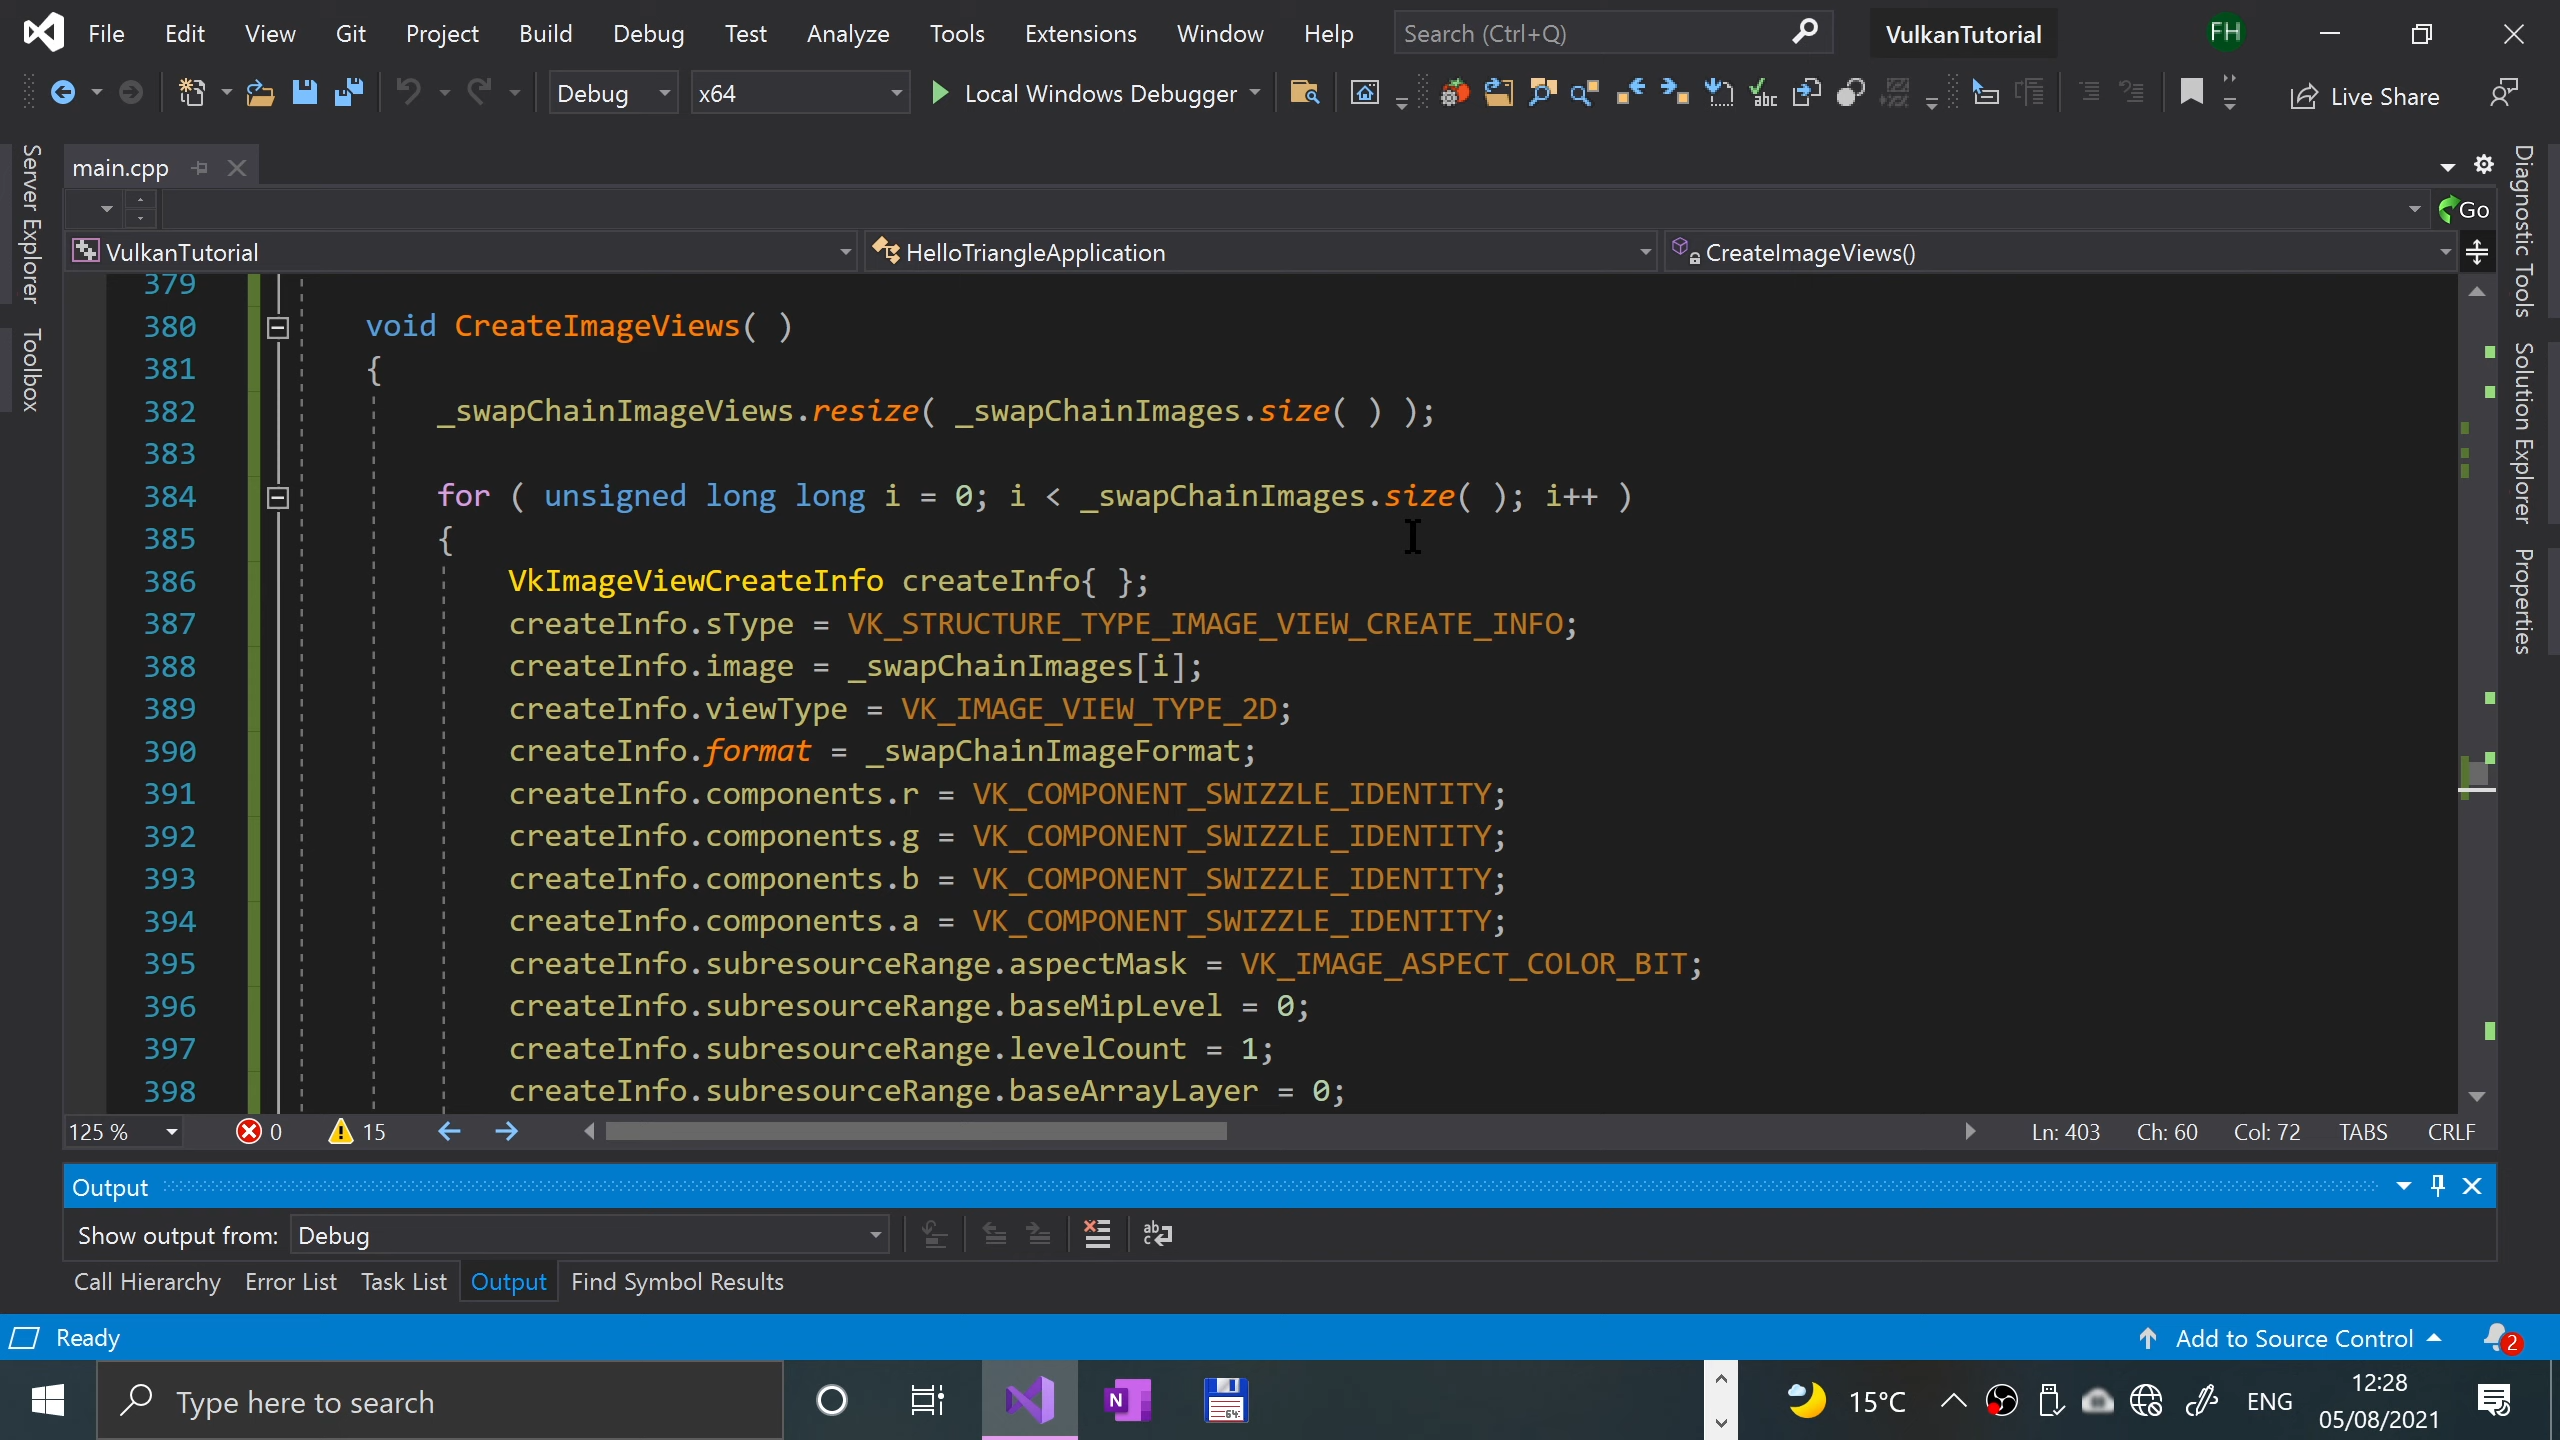 File Edit View Git Project Build Debug Test Analyze Tools Extensions Window Help Search (Ctrl+Q) VulkanTutorial FH
Debug x64 Local Windows Debugger Live Share
Server Explorer
Toolbox
main.cpp
Go
VulkanTutorial HelloTriangleApplication CreateImageViews()
379
380 void CreateImageViews( )
381 {
382 _swapChainImageViews.resize( _swapChainImages.size( ) );
383
384 for ( unsigned long long i = 0; i < _swapChainImages.size( ); i++ )
385 {
386 VkImageViewCreateInfo createInfo{ };
387 createInfo.sType = VK_STRUCTURE_TYPE_IMAGE_VIEW_CREATE_INFO;
388 createInfo.image = _swapChainImages[i];
389 createInfo.viewType = VK_IMAGE_VIEW_TYPE_2D;
390 createInfo.format = _swapChainImageFormat;
391 createInfo.components.r = VK_COMPONENT_SWIZZLE_IDENTITY;
392 createInfo.components.g = VK_COMPONENT_SWIZZLE_IDENTITY;
393 createInfo.components.b = VK_COMPONENT_SWIZZLE_IDENTITY;
394 createInfo.components.a = VK_COMPONENT_SWIZZLE_IDENTITY;
395 createInfo.subresourceRange.aspectMask = VK_IMAGE_ASPECT_COLOR_BIT;
396 createInfo.subresourceRange.baseMipLevel = 0;
397 createInfo.subresourceRange.levelCount = 1;
398 createInfo.subresourceRange.baseArrayLayer = 0;
Diagnostic Tools
Solution Explorer
Properties
125 % 0 15 Ln: 403 Ch: 60 Col: 72 TABS CRLF
Output
Show output from: Debug
Call Hierarchy Error List Task List Output Find Symbol Results
Ready Add to Source Control 2
Type here to search N 64: 15°C ENG 12:28
05/08/2021